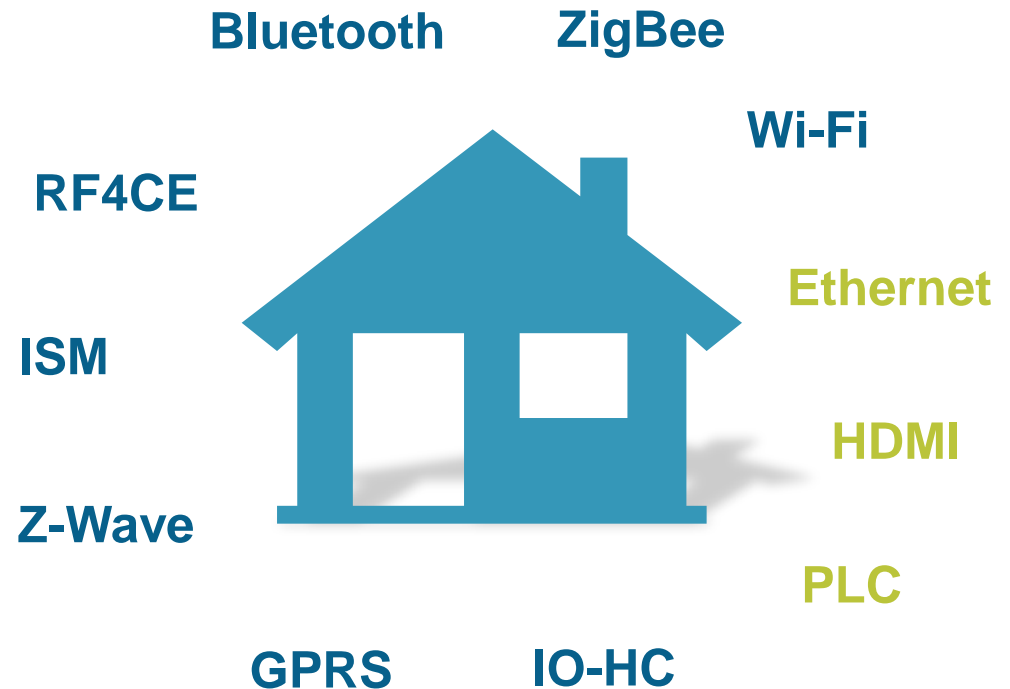 Bluetooth
ZigBee
Wi-Fi
RF4CE
Ethernet
ISM
HDMI
Z-Wave
PLC
GPRS
IO-HC